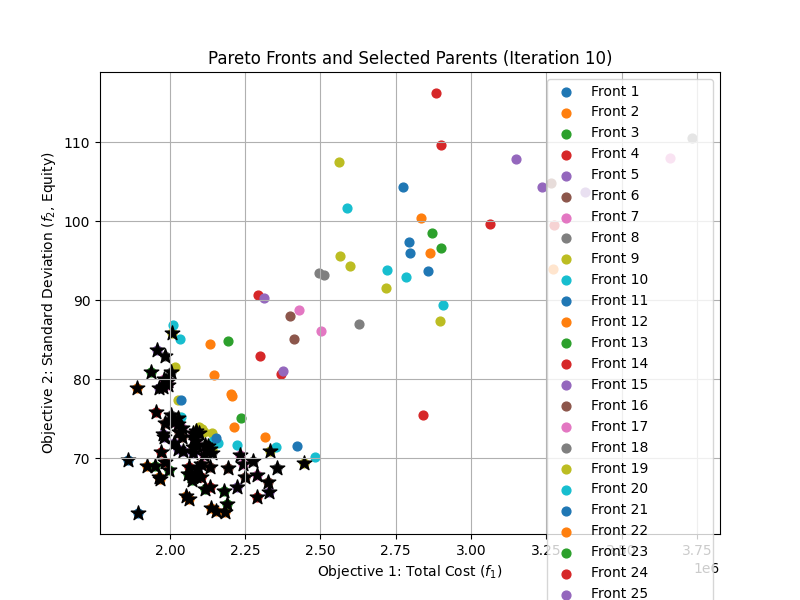 Pareto Fronts and Selected Parents (Iteration 10)
Objective 2: Standard Deviation (f₂, Equity)
110
100
90
80
70
2.00 2.25 2.50 2.75 3.00 3.25 3.50 3.75
1e6
Objective 1: Total Cost (f₁)
Front 1
Front 2
Front 3
Front 4
Front 5
Front 6
Front 7
Front 8
Front 9
Front 10
Front 11
Front 12
Front 13
Front 14
Front 15
Front 16
Front 17
Front 18
Front 19
Front 20
Front 21
Front 22
Front 23
Front 24
Front 25